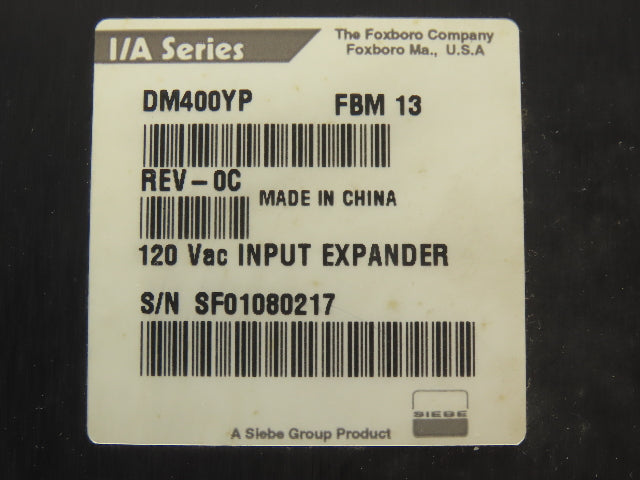 I/A Series
The Foxboro Company
Foxboro Ma., U.S.A
DM400YP FBM 13
REV-0C
MADE IN CHINA
120 Vac INPUT EXPANDER
S/N SF01080217
SIEBE
A Siebe Group Product